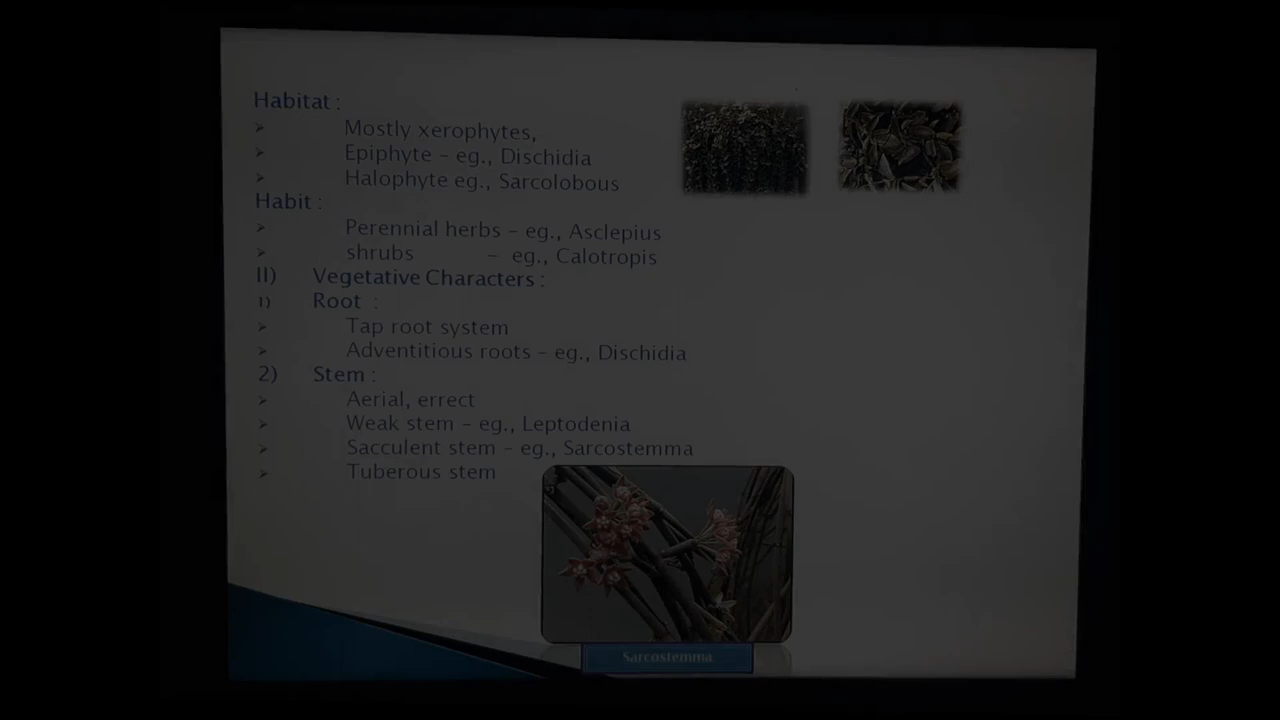 Habitat :
➢ Mostly xerophytes,
➢ Epiphyte – eg., Dischidia
➢ Halophyte eg., Sarcolobous
Habit :
➢ Perennial herbs – eg., Asclepius
➢ shrubs – eg., Calotropis
II) Vegetative Characters :
1) Root :
➢ Tap root system
➢ Adventitious roots – eg., Dischidia
2) Stem :
➢ Aerial, errect
➢ Weak stem – eg., Leptodenia
➢ Sacculent stem – eg., Sarcostemma
➢ Tuberous stem
Sarcostemma